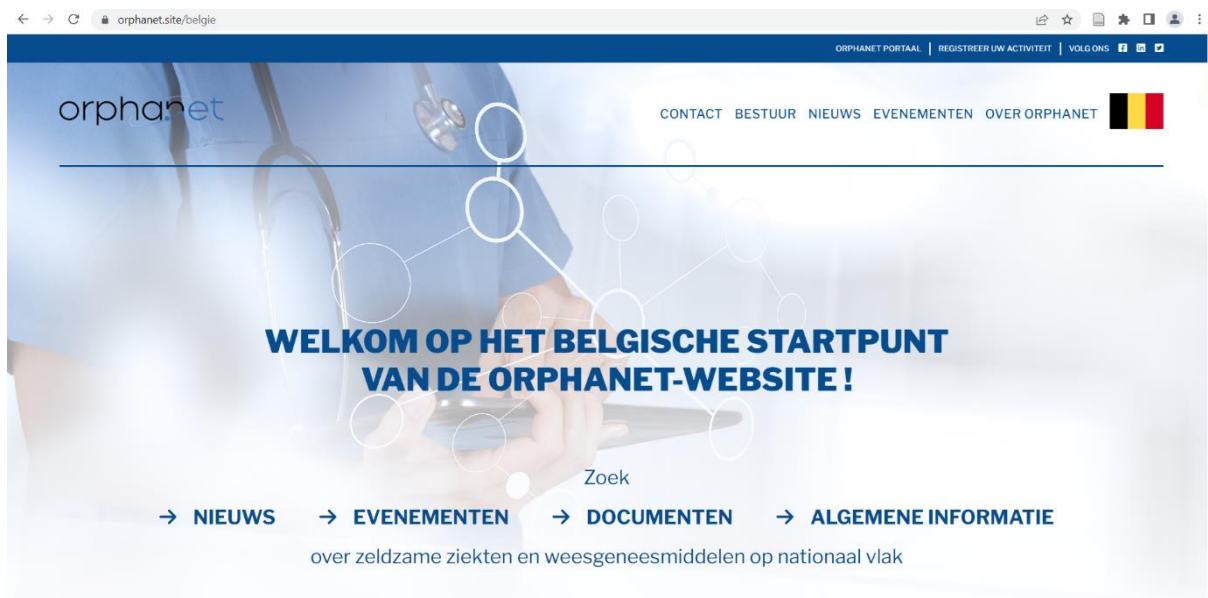 orphanet.site/belgie
ORPHANET PORTAAL | REGISTREER UW ACTIVITEIT | VOLG ONS
orphanet
CONTACT BESTUUR NIEUWS EVENEMENTEN OVER ORPHANET
WELKOM OP HET BELGISCHE STARTPUNT
VAN DE ORPHANET-WEBSITE !
Zoek
→ NIEUWS → EVENEMENTEN → DOCUMENTEN → ALGEMENE INFORMATIE
over zeldzame ziekten en weesgeneesmiddelen op nationaal vlak